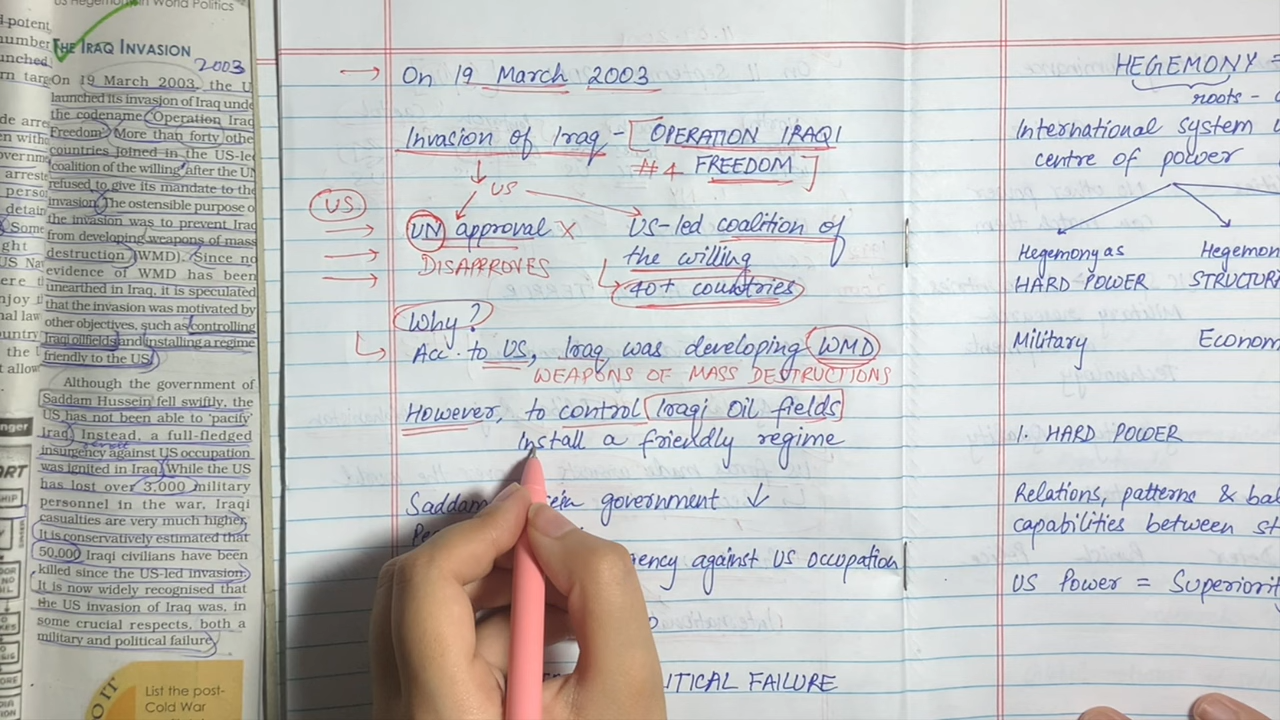 US Hegemony in World Politics
THE IRAQ INVASION
2003
On 19 March 2003, the U
launched its invasion of Iraq unde
the codename 'Operation Iraq
Freedom'. More than forty othe
countries joined in the US-led
'coalition of the willing' after the UN
refused to give its mandate to the
invasion. The ostensible purpose o
the invasion was to prevent Iraq
from developing weapons of mass
destruction (WMD). Since no
evidence of WMD has been
unearthed in Iraq, it is speculated
that the invasion was motivated by
other objectives, such as controlling
Iraqi oilfields and installing a regime
friendly to the US.
Although the government of
Saddam Hussein fell swiftly, the
US has not been able to 'pacify'
Iraq. Instead, a full-fledged
insurgency against US occupation
was ignited in Iraq. While the US
has lost over 3,000 military
personnel in the war, Iraqi
casualties are very much higher.
It is conservatively estimated that
50,000 Iraqi civilians have been
killed since the US-led invasion.
It is now widely recognised that
the US invasion of Iraq was, in
some crucial respects, both a
military and political failure.
List the post-
Cold War
→ On 19 March 2003
Invasion of Iraq - [OPERATION IRAQI
#4 FREEDOM]
US
US
UN approval X
DISAPPROVES
US-led coalition of
the willing
40+ countries
Why?
Acc. to US, Iraq was developing WMD
WEAPONS OF MASS DESTRUCTIONS
However, to control Iraqi Oil fields
Install a friendly regime
Saddam government ↓
ency against US occupation
ITICAL FAILURE
HEGEMONY =
roots -
International system
centre of power
Hegemony as
HARD POWER
Hegemon
STRUCTURA
Military
Econom
1. HARD POWER
Relations, patterns & bal
capabilities between st
US Power = Superiority